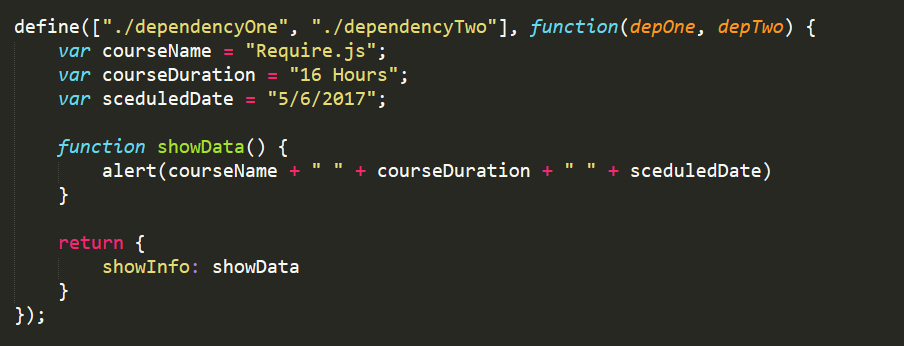 define(["./dependencyOne", "./dependencyTwo"], function(depOne, depTwo) {
    var courseName = "Require.js";
    var courseDuration = "16 Hours";
    var sceduledDate = "5/6/2017";

    function showData() {
        alert(courseName + " " + courseDuration + " " + sceduledDate)
    }

    return {
        showInfo: showData
    }
});